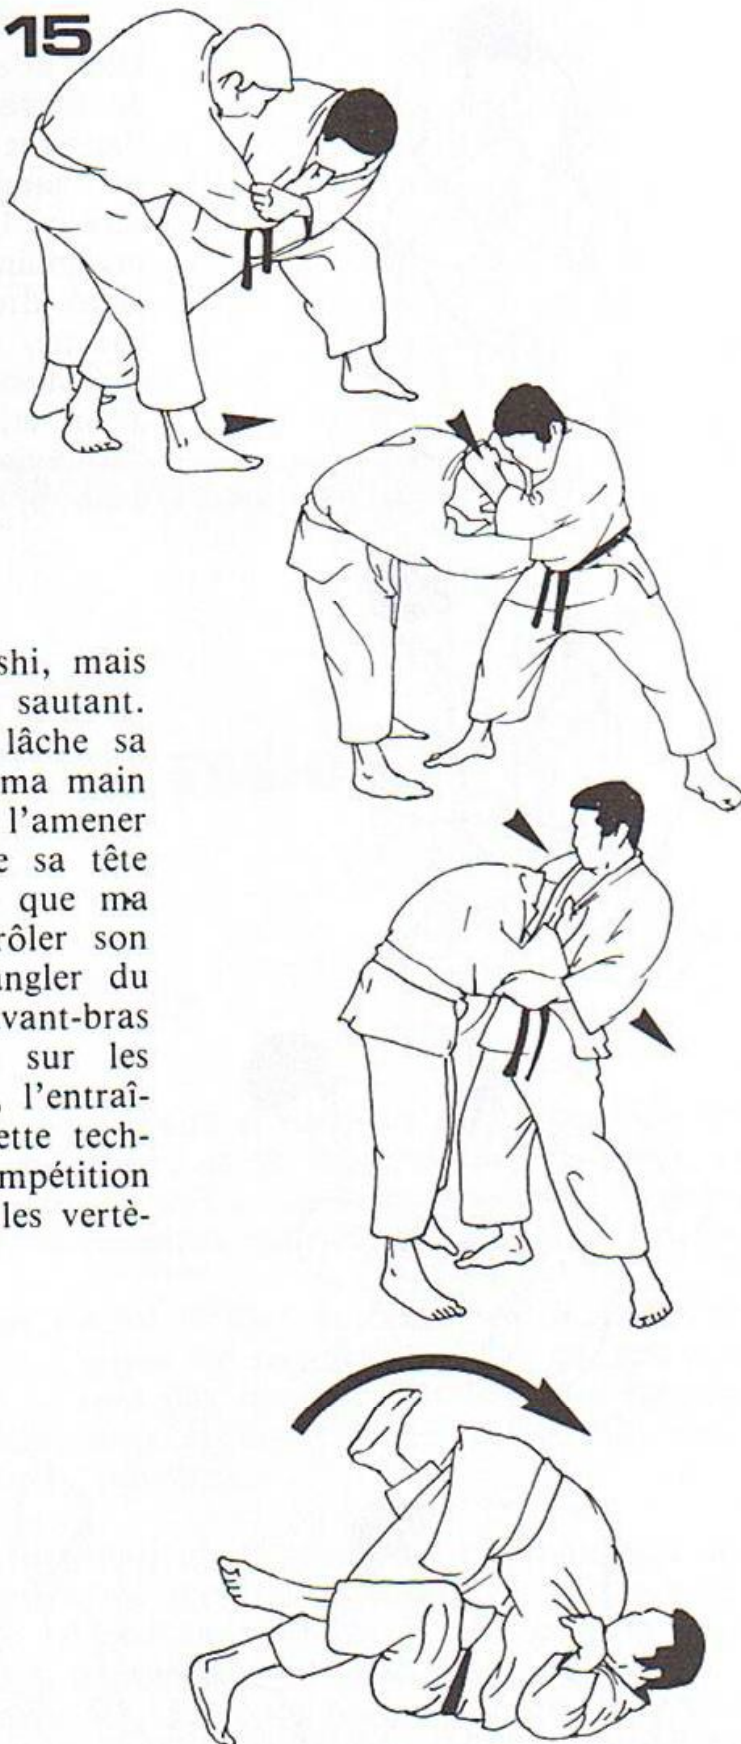 15
shi, mais
sautant.
lâche sa
ma main
l'amener
e sa tête
que ma
rôler son
ngler du
vant-bras
sur les
l'entraî-
ette tech-
mpétition
les vertè-